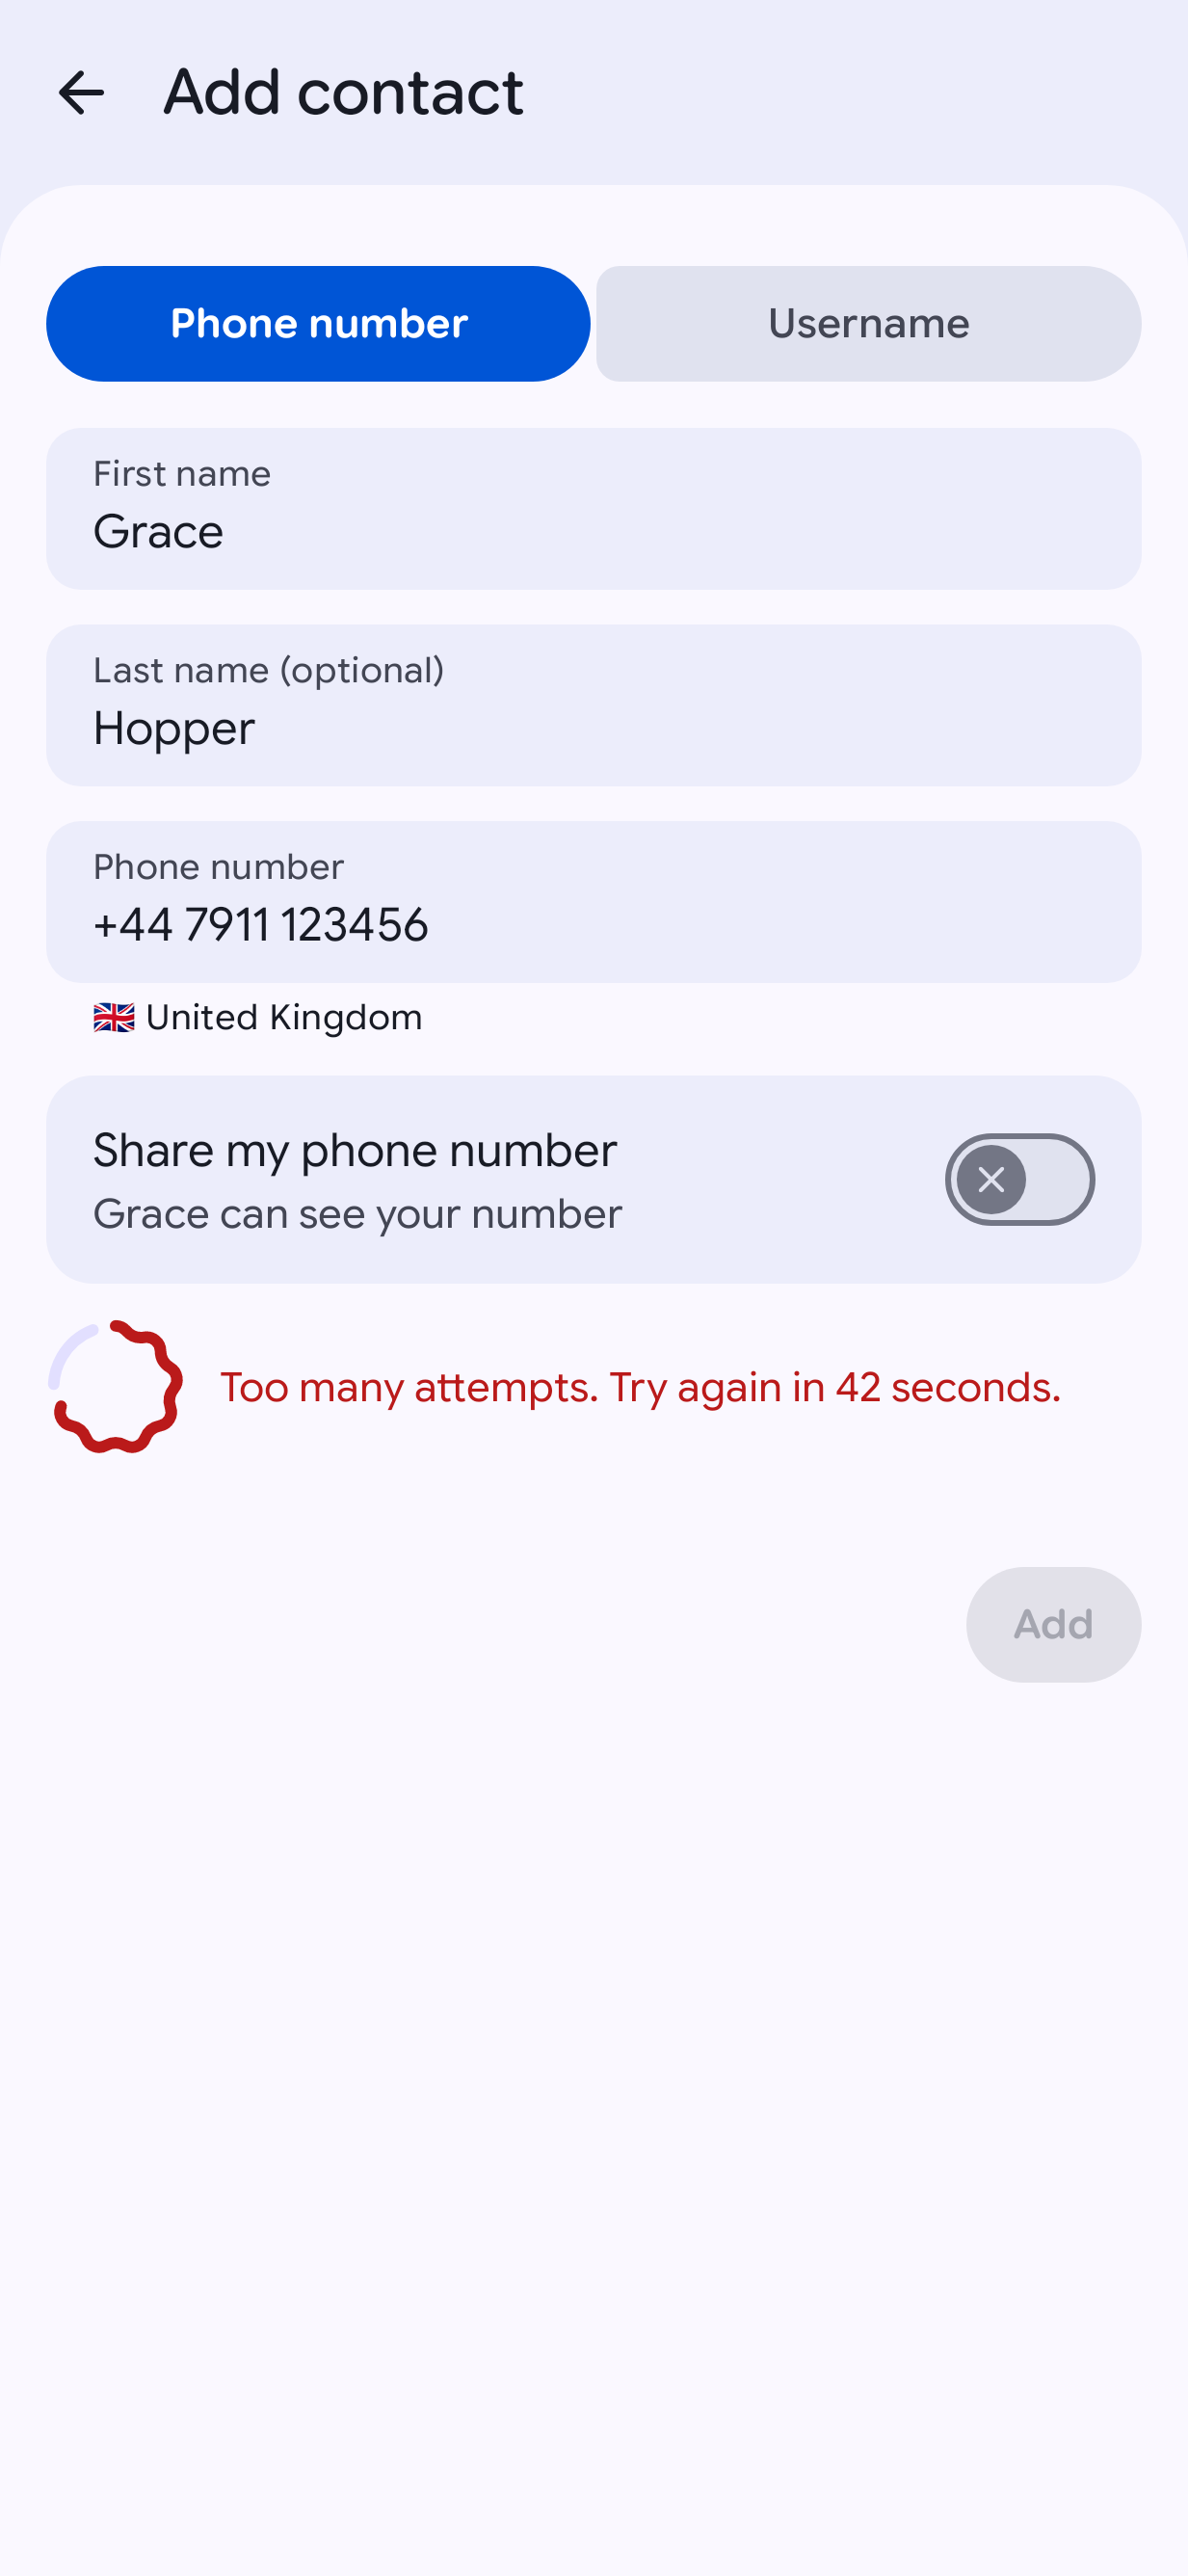 Add contact
Phone number
Username
First name
Grace
Last name (optional)
Hopper
Phone number
+44 7911 123456
🇬🇧 United Kingdom
Share my phone number
Grace can see your number
Too many attempts. Try again in 42 seconds.
Add